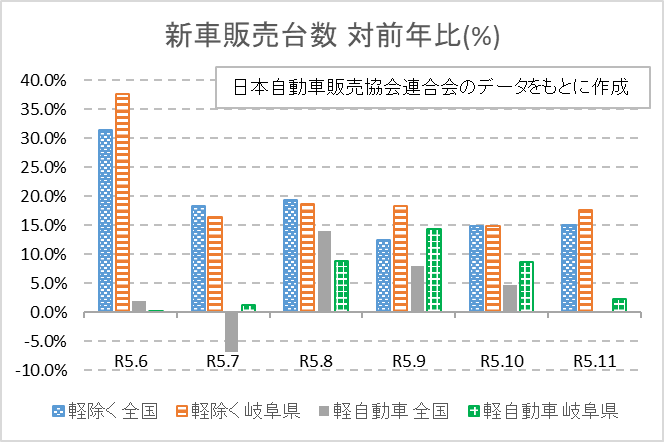 新車販売台数 対前年比(%)
日本自動車販売協会連合会のデータをもとに作成
40.0%
35.0%
30.0%
25.0%
20.0%
15.0%
10.0%
5.0%
0.0%
-5.0%
-10.0%
R5.6 R5.7 R5.8 R5.9 R5.10 R5.11
軽除く 全国 軽除く 岐阜県 軽自動車 全国 軽自動車 岐阜県